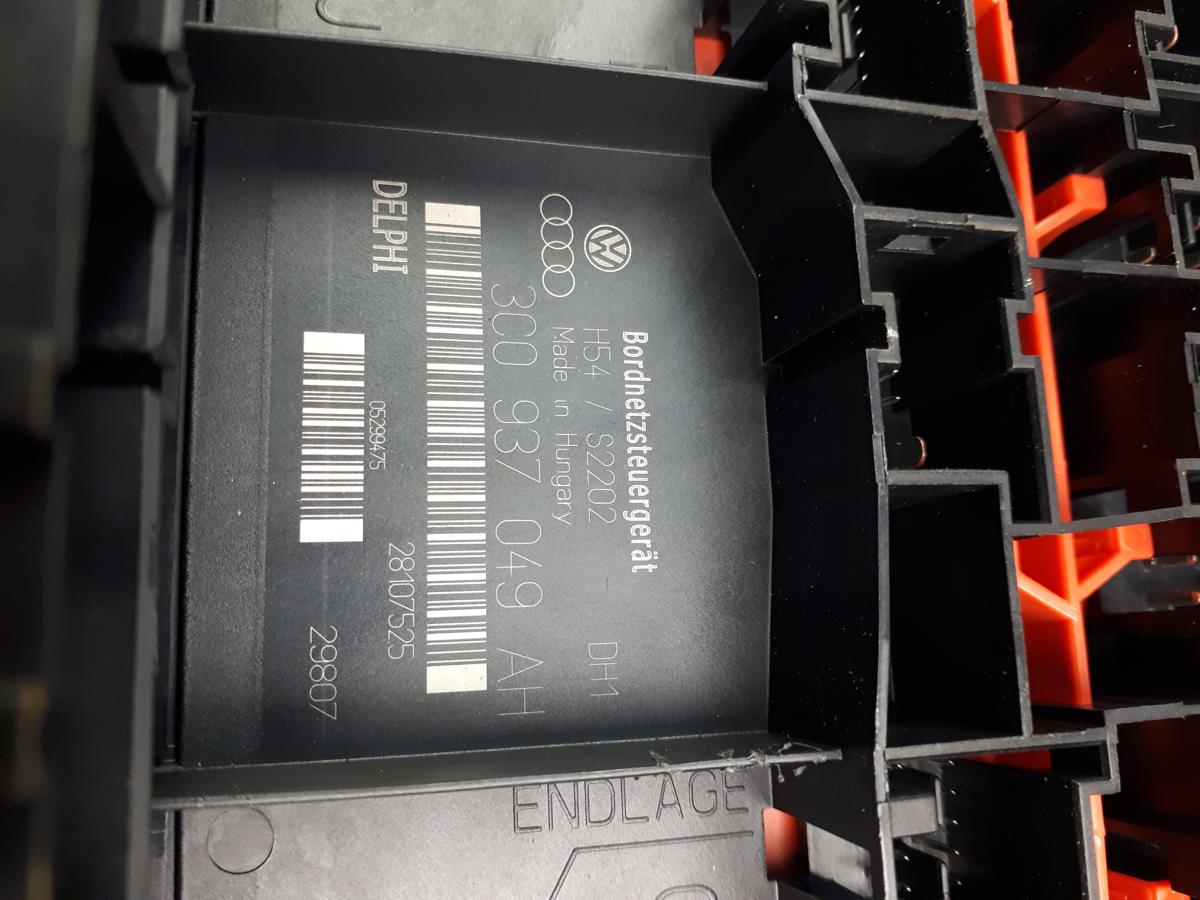 Bordnetzsteuergerät
H54 / S2202 DH1
Made in Hungary
3C0 937 049 AH
DELPHI
28107525
05299475
29807
ENDLAGE